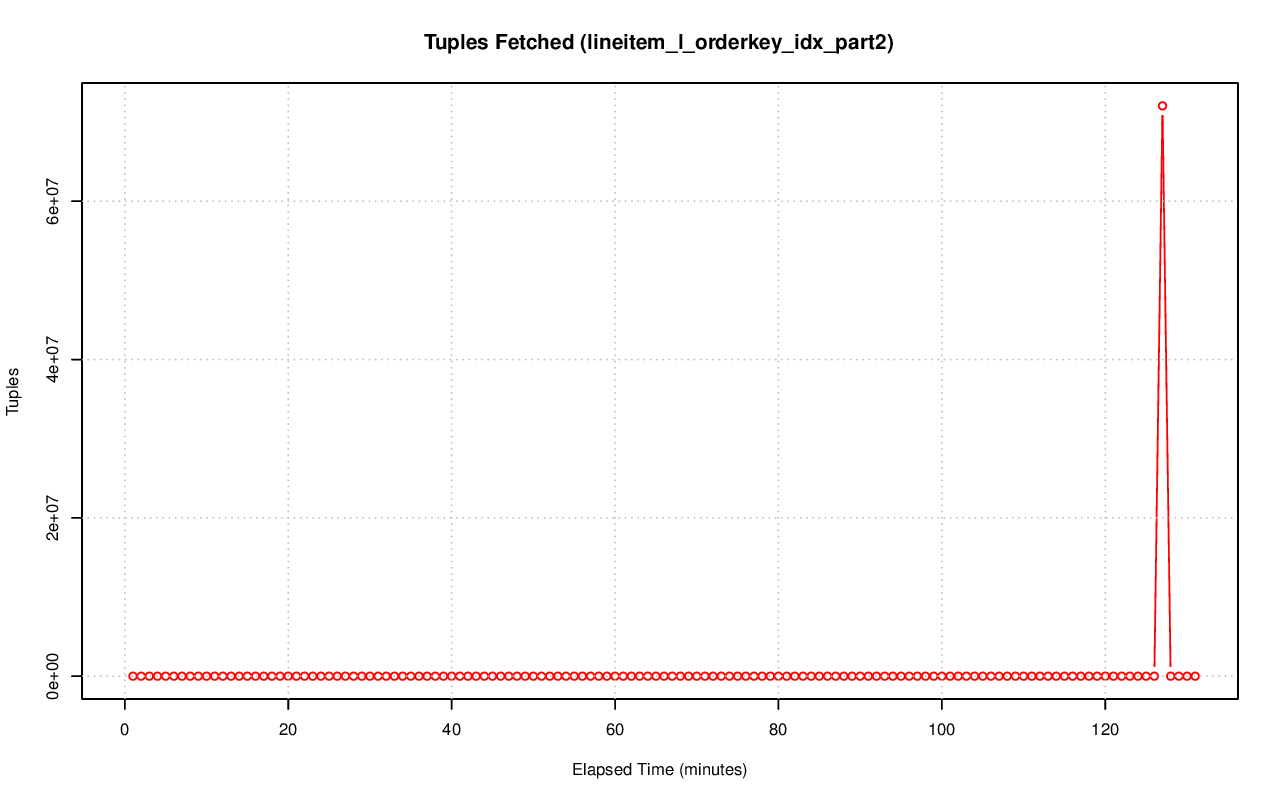 Tuples Fetched (lineitem_l_orderkey_idx_part2)
Tuples
6e+07
4e+07
2e+07
0e+00
0 20 40 60 80 100 120
Elapsed Time (minutes)